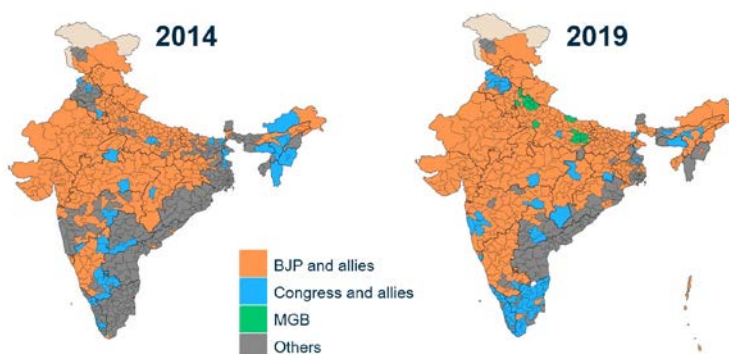 2014
2019
BJP and allies
Congress and allies
MGB
Others